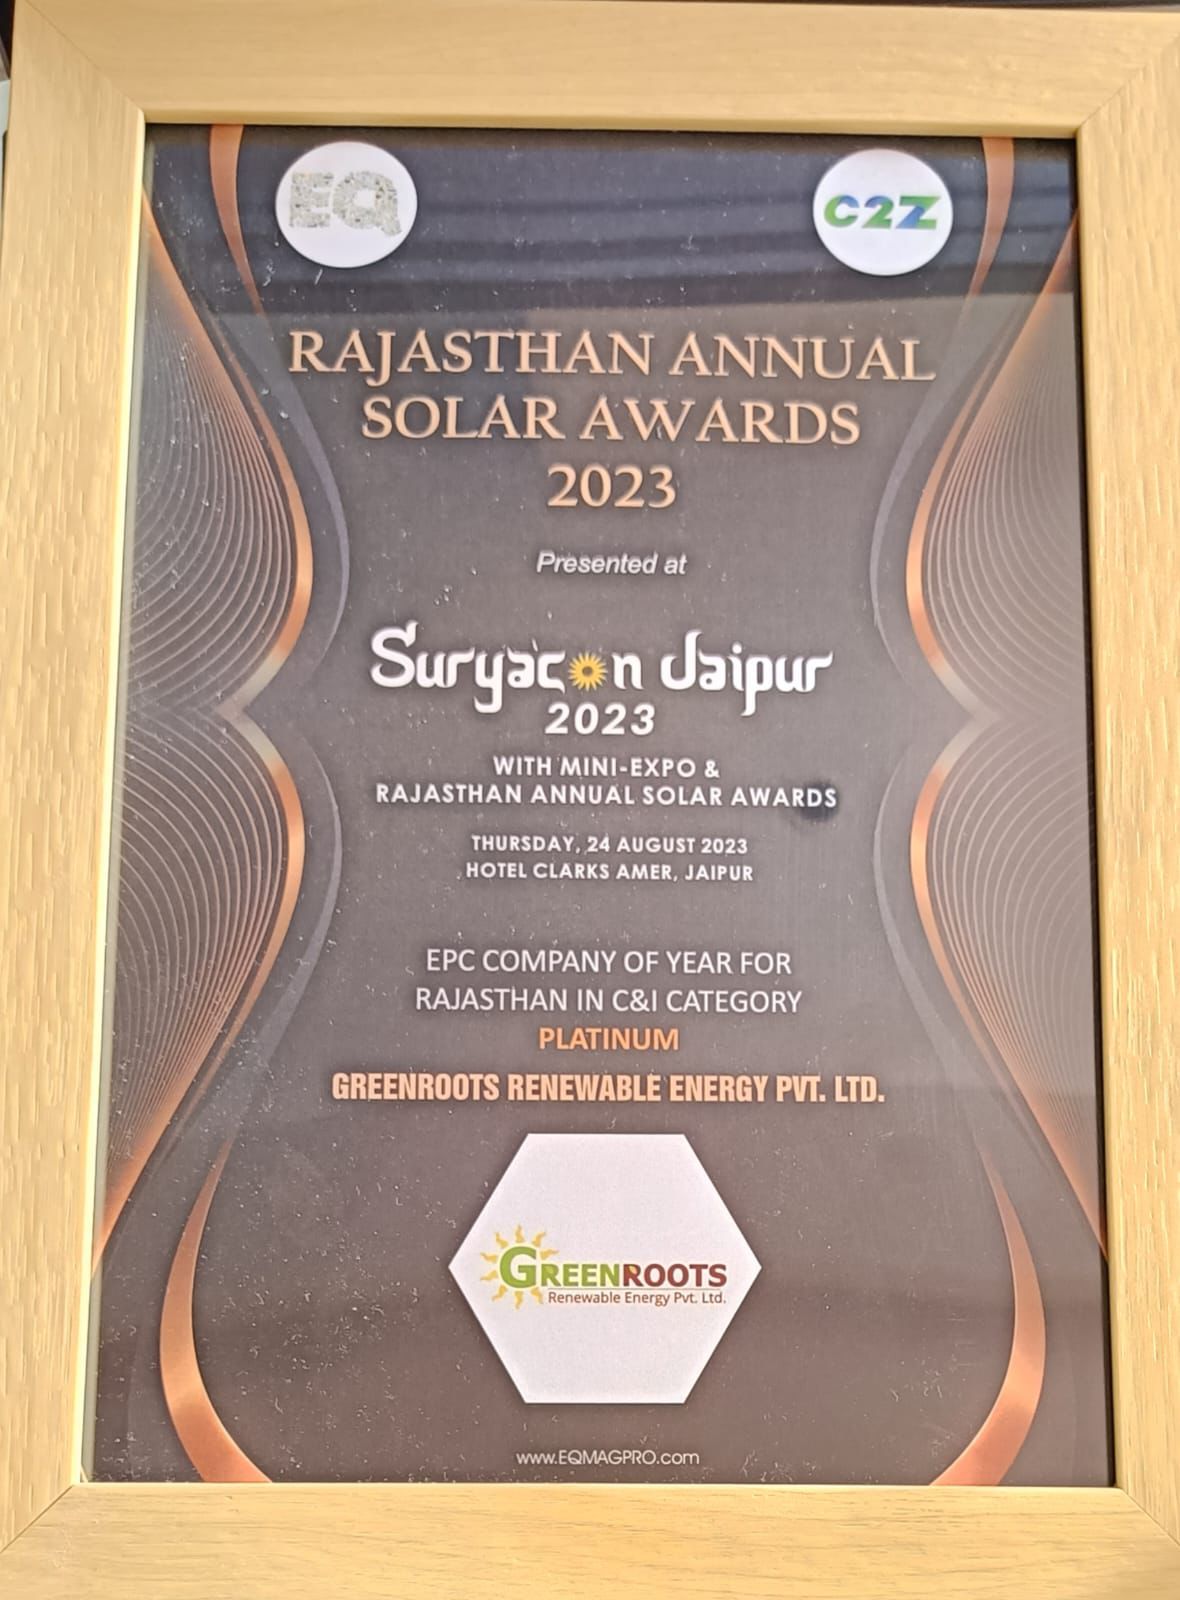 EQ
C2Z
RAJASTHAN ANNUAL
SOLAR AWARDS
2023
Presented at
Suryacon Jaipur
2023
WITH MINI-EXPO &
RAJASTHAN ANNUAL SOLAR AWARDS
THURSDAY, 24 AUGUST 2023
HOTEL CLARKS AMER, JAIPUR
EPC COMPANY OF YEAR FOR
RAJASTHAN IN C&I CATEGORY
PLATINUM
GREENROOTS RENEWABLE ENERGY PVT. LTD.
GREENROOTS
Renewable Energy Pvt. Ltd.
www.EQMAGPRO.com